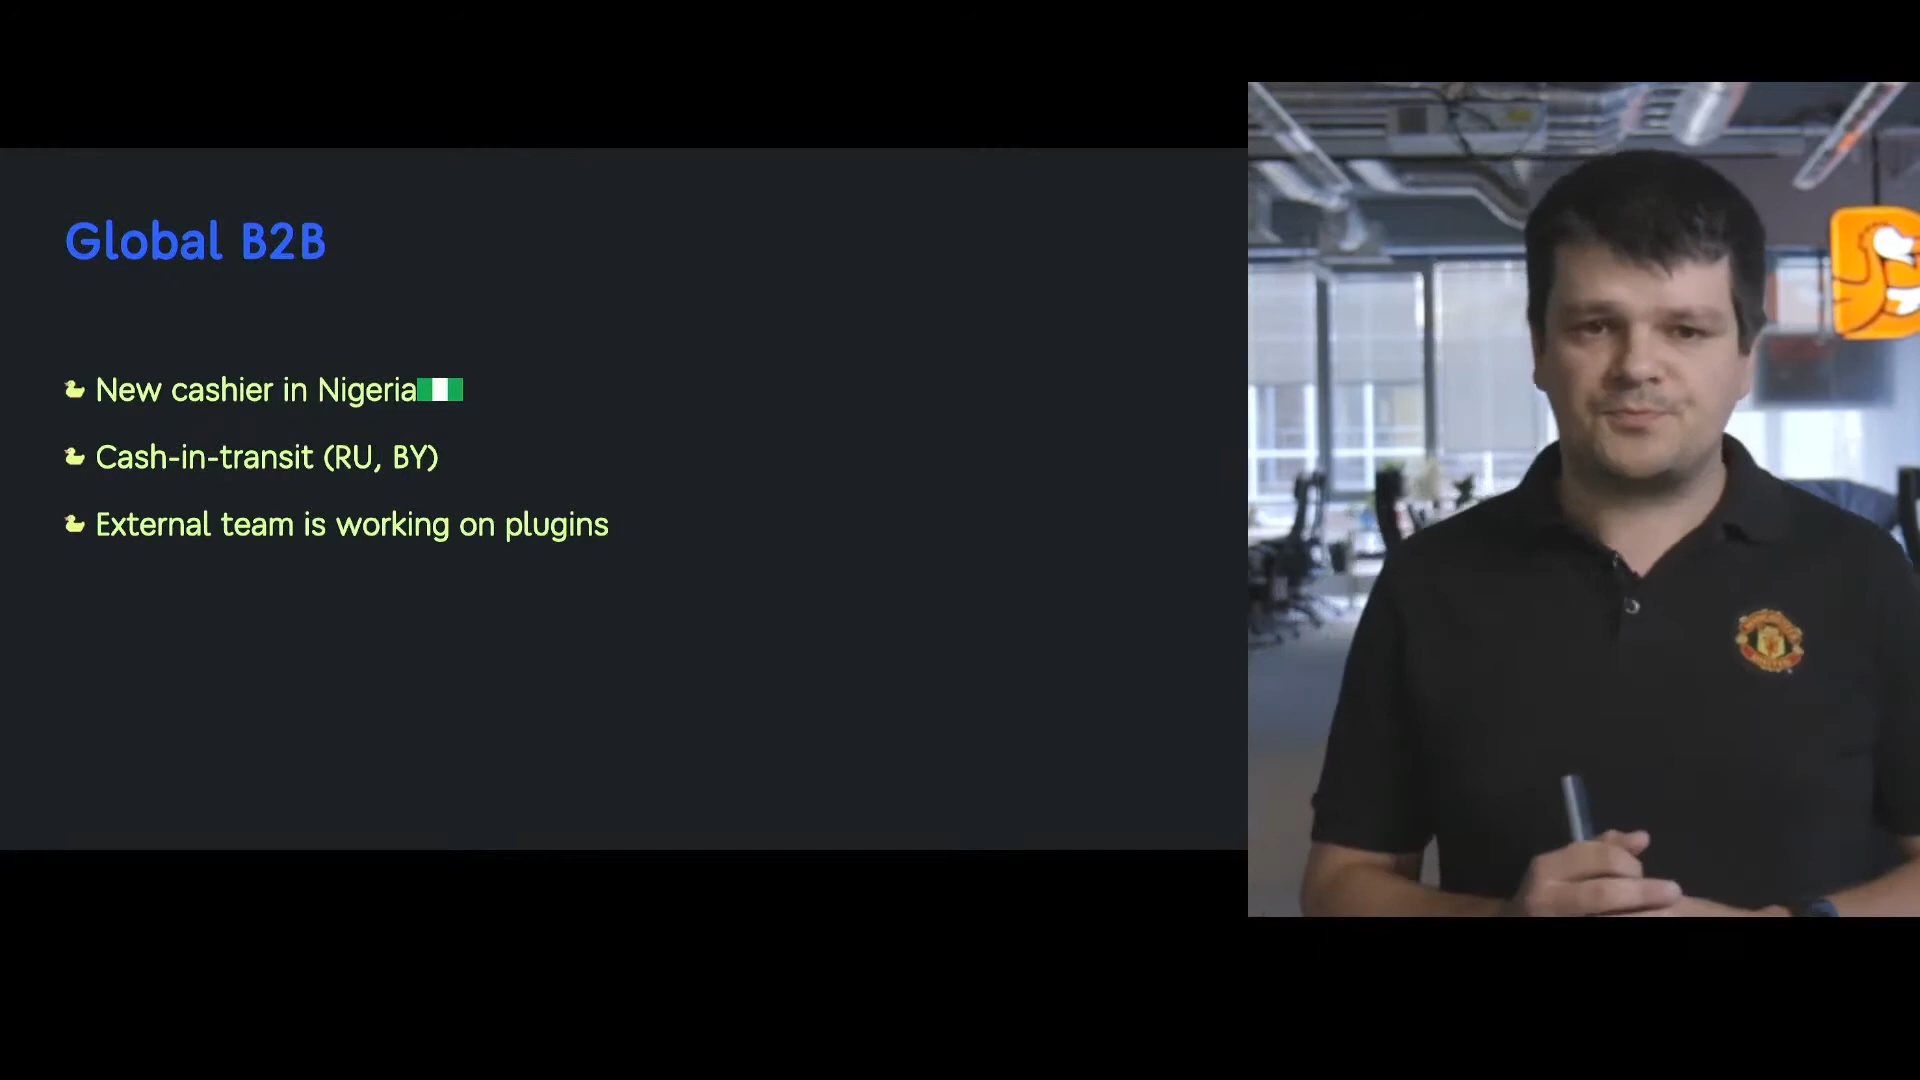 Global B2B
New cashier in Nigeria🇳🇬
Cash-in-transit (RU, BY)
External team is working on plugins